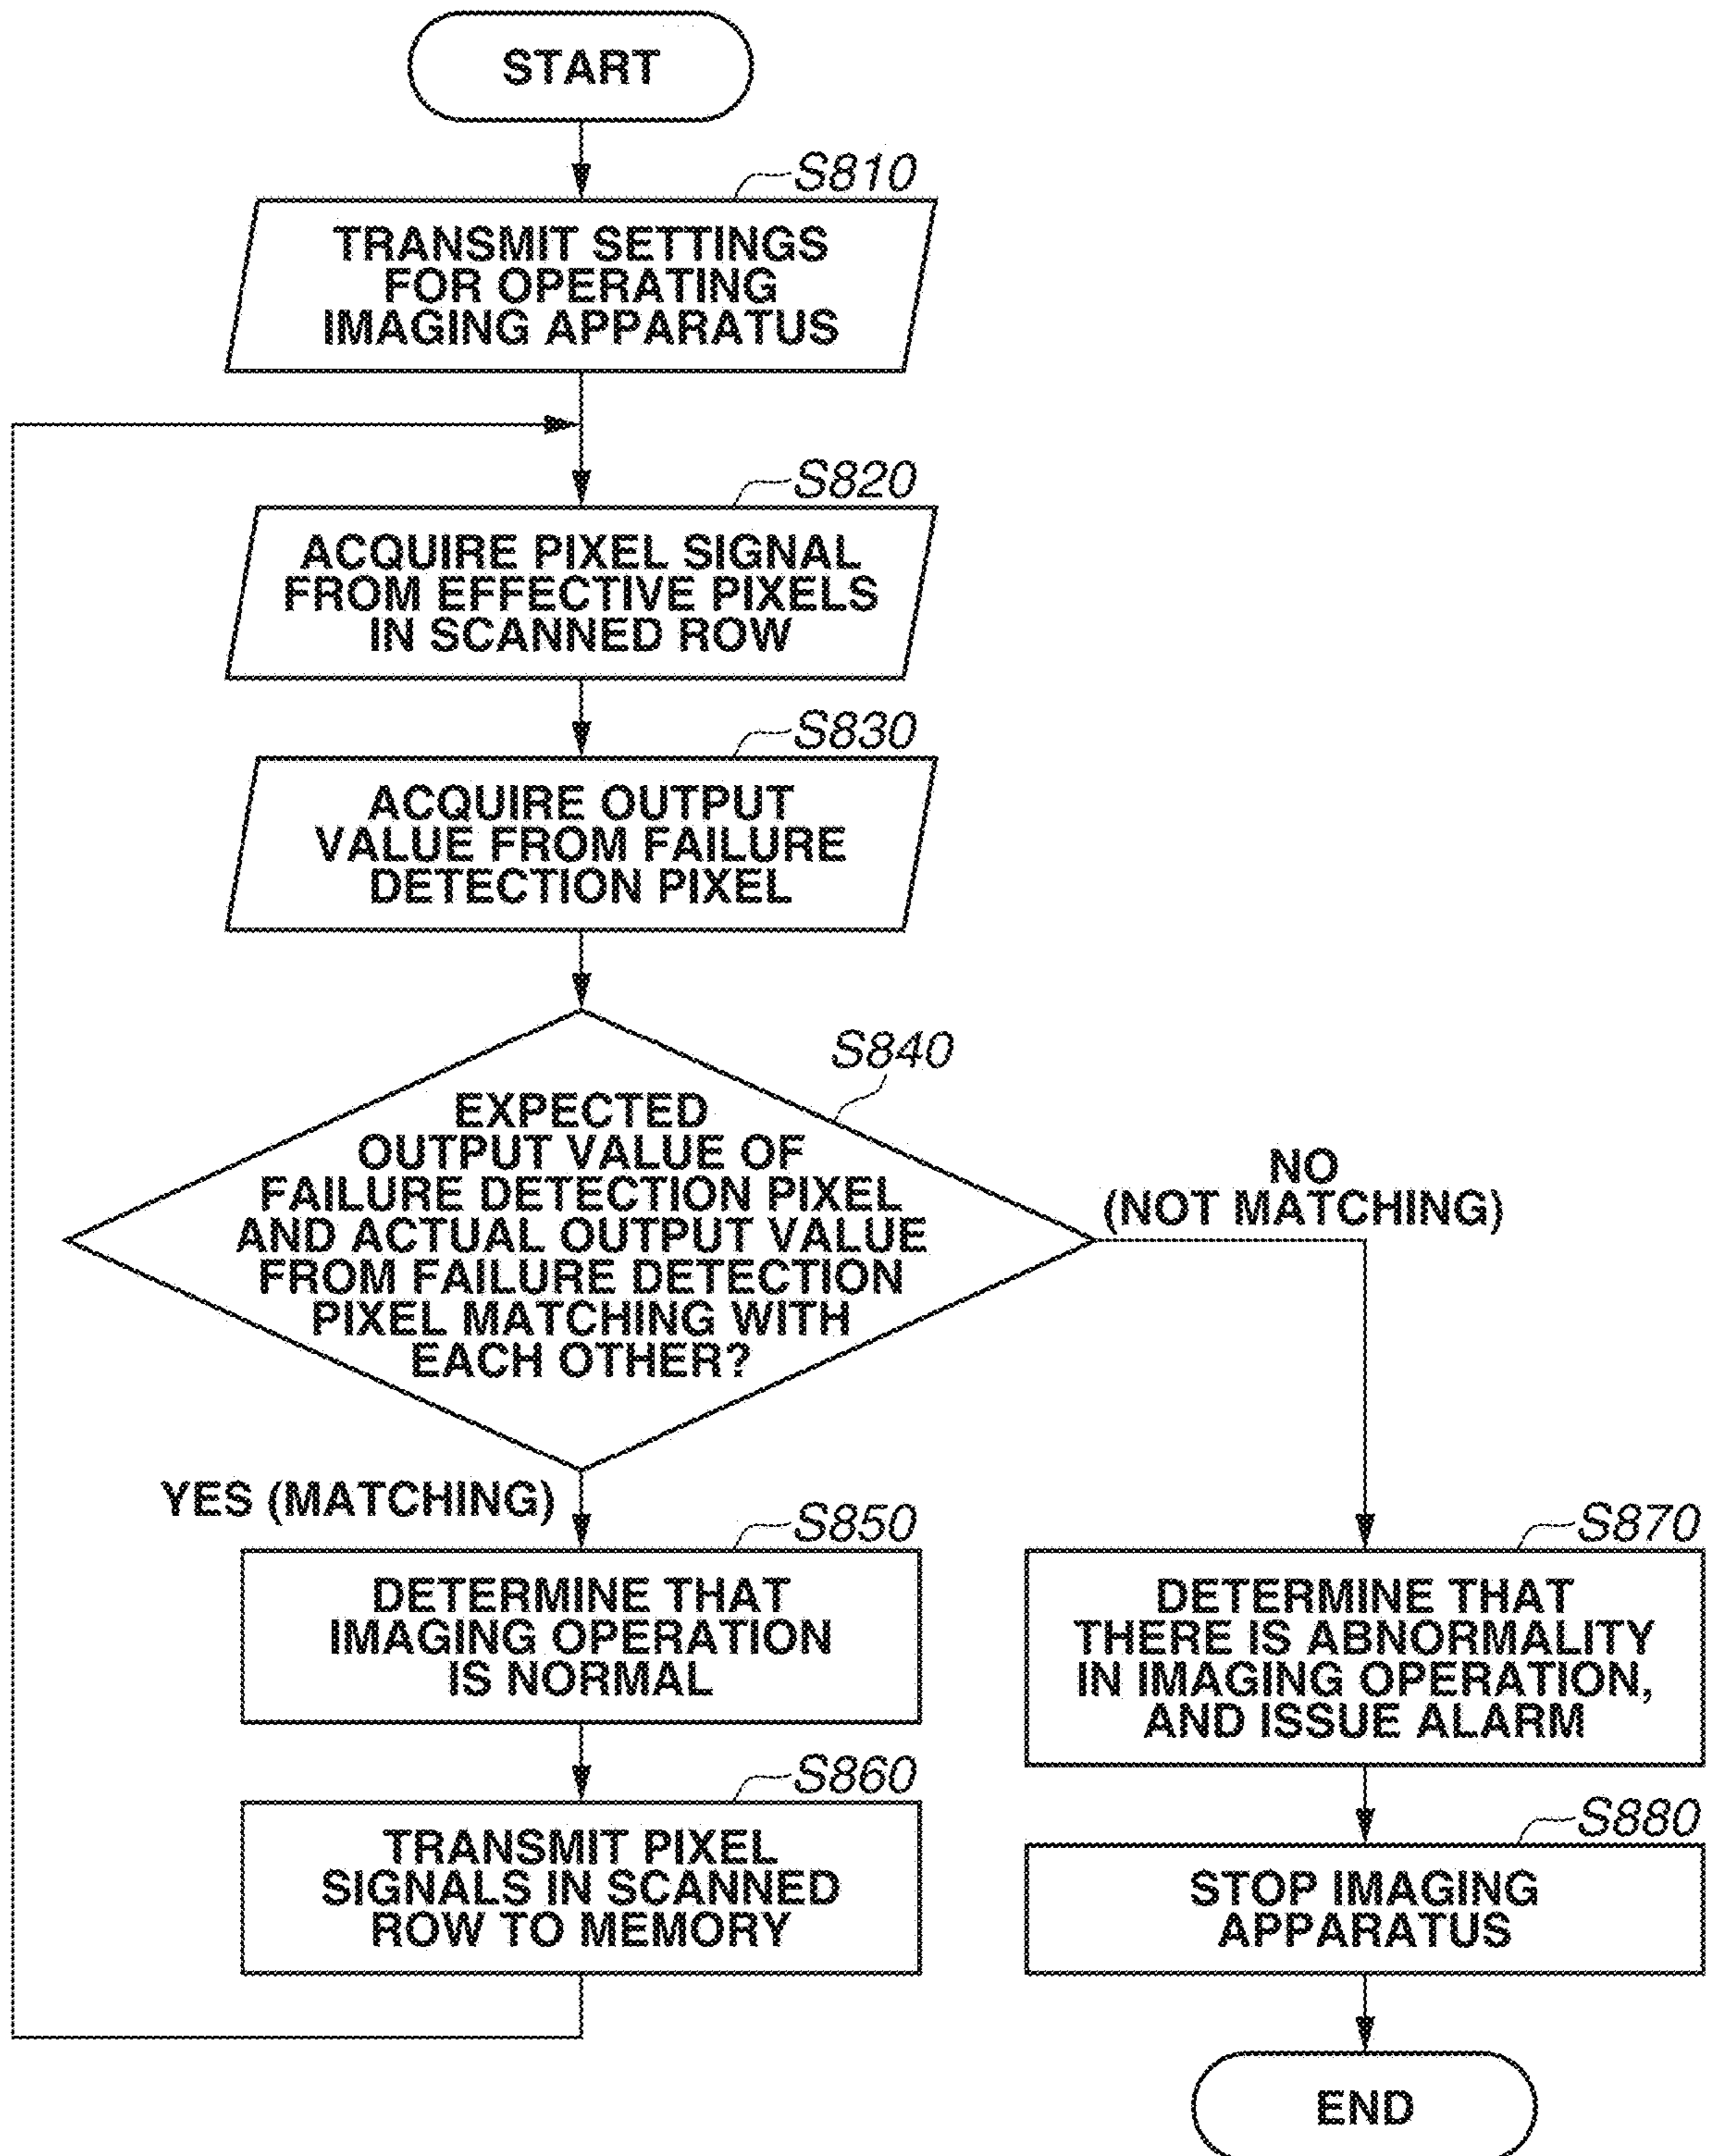 START
S810
TRANSMIT SETTINGS
FOR OPERATING
IMAGING APPARATUS
S820
ACQUIRE PIXEL SIGNAL
FROM EFFECTIVE PIXELS
IN SCANNED ROW
S830
ACQUIRE OUTPUT
VALUE FROM FAILURE
DETECTION PIXEL
S840
EXPECTED
OUTPUT VALUE OF
FAILURE DETECTION PIXEL
AND ACTUAL OUTPUT VALUE
FROM FAILURE DETECTION
PIXEL MATCHING WITH
EACH OTHER?
NO
(NOT MATCHING)
YES (MATCHING)
S850
DETERMINE THAT
IMAGING OPERATION
IS NORMAL
S860
TRANSMIT PIXEL
SIGNALS IN SCANNED
ROW TO MEMORY
S870
DETERMINE THAT
THERE IS ABNORMALITY
IN IMAGING OPERATION,
AND ISSUE ALARM
S880
STOP IMAGING
APPARATUS
END